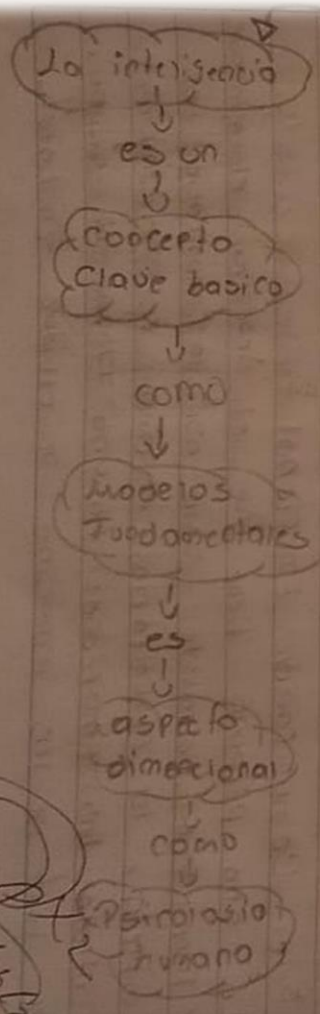 La inteligencia
es un
Concepto
Clave basico
como
Modelos
Fundamentales
es
aspecto
dimencional
como
Psicologia
humano